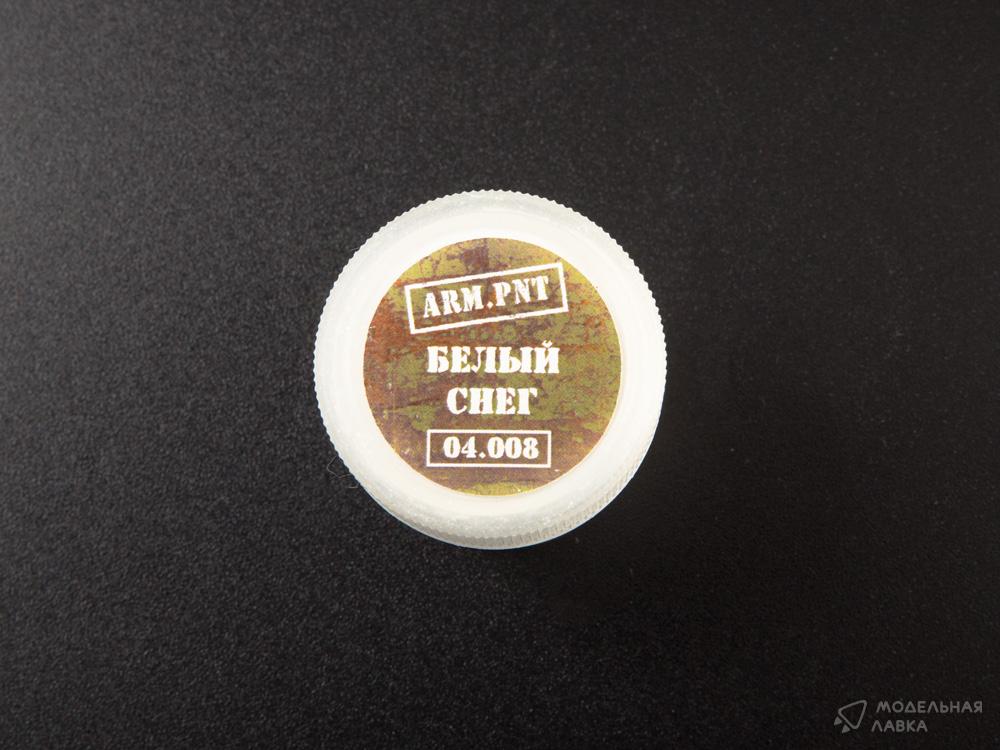 ARM.PNT
БЕЛЫЙ
СНЕГ
04.008
МОДЕЛЬНАЯ
ЛАВКА